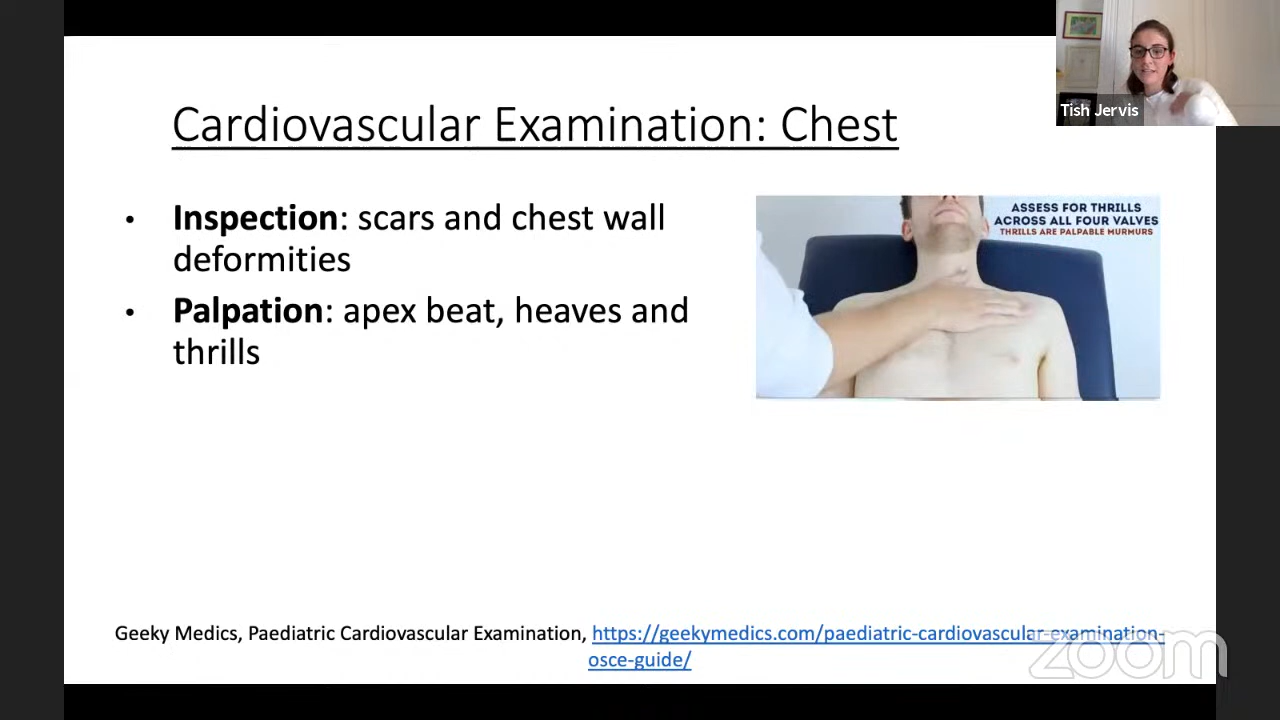 Tish Jervis
Cardiovascular Examination: Chest
• Inspection: scars and chest wall
deformities
• Palpation: apex beat, heaves and
thrills
ASSESS FOR THRILLS
ACROSS ALL FOUR VALVES
THRILLS ARE PALPABLE MURMURS
Geeky Medics, Paediatric Cardiovascular Examination, https://geekymedics.com/paediatric-cardiovascular-examination-
osce-guide/
zoom